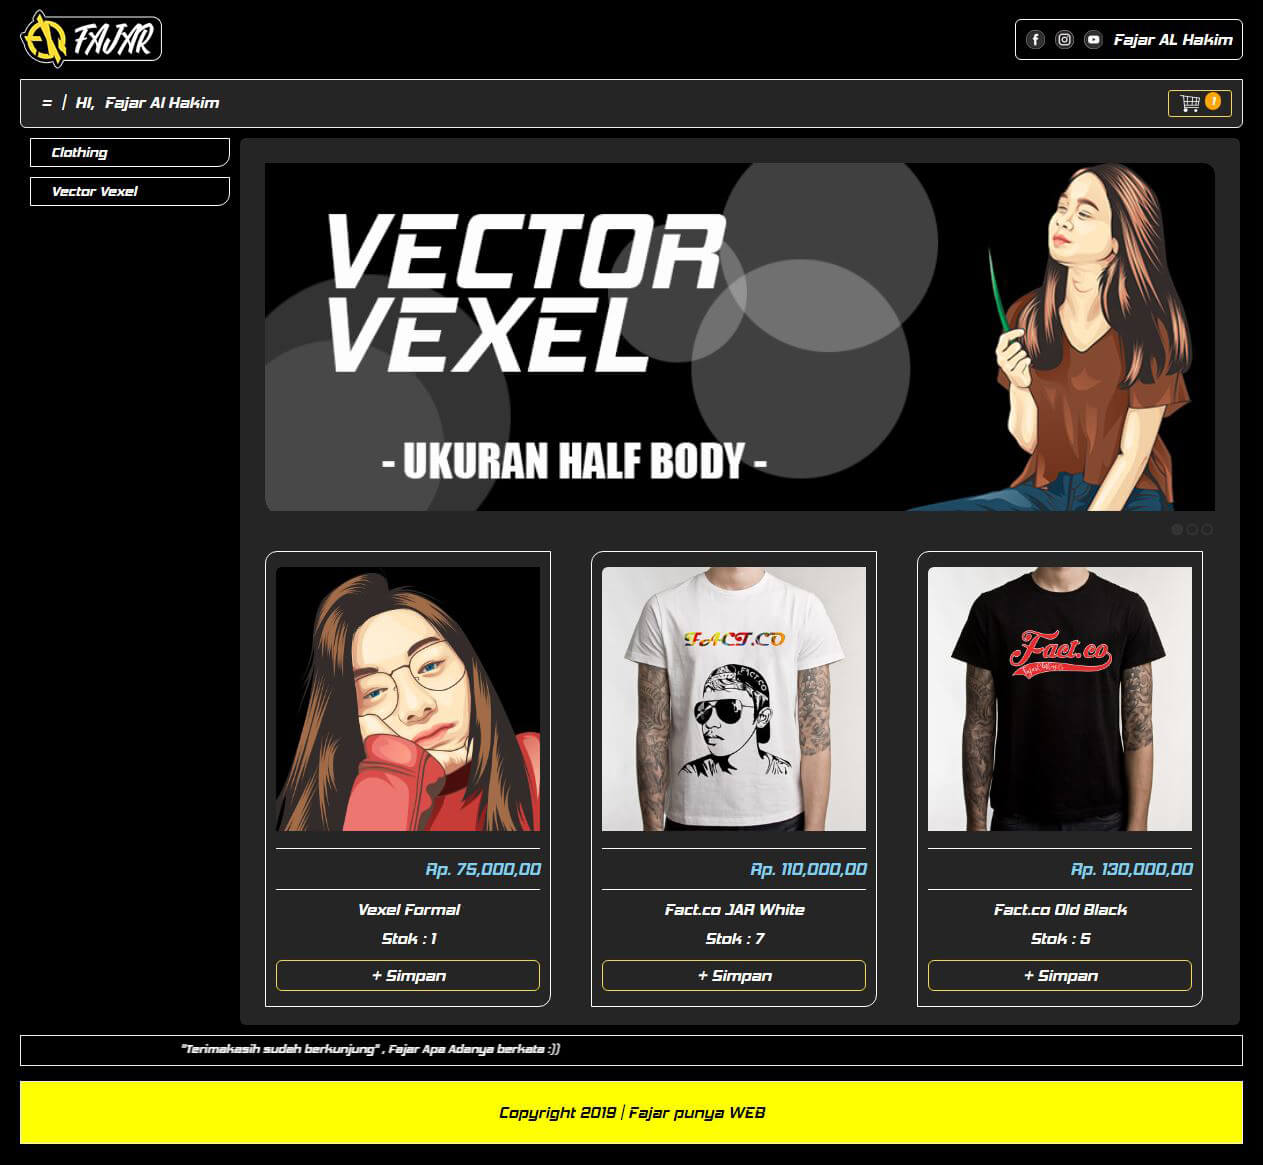 FAJAR
Fajar AL Hakim
= | HI, Fajar Al Hakim
1
Clothing
Vector Vexel
VECTOR
VEXEL
- UKURAN HALF BODY -
FACT.CO
FACT.CO
Fact.co
Rp. 75,000,00
Rp. 110,000,00
Rp. 130,000,00
Vexel Formal
Fact.co JAR White
Fact.co Old Black
Stok : 1
Stok : 7
Stok : 5
+ Simpan
+ Simpan
+ Simpan
"Terimakasih sudah berkunjung" , Fajar Apa Adanya berkata :))
Copyright 2019 | Fajar punya WEB